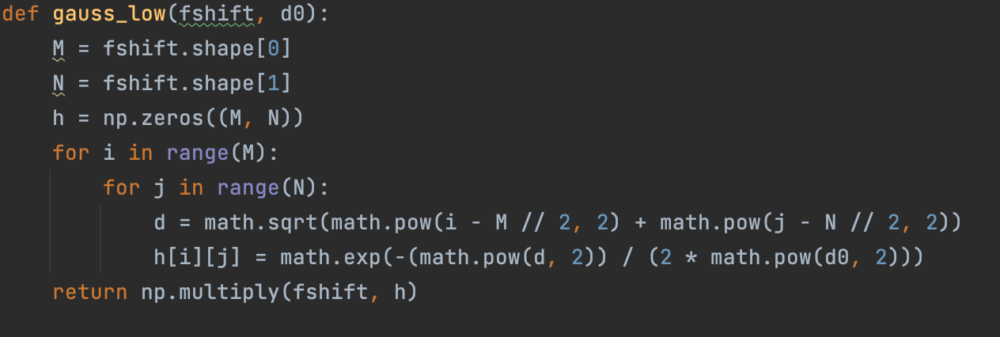 def gauss_low(fshift, d0):
    M = fshift.shape[0]
    N = fshift.shape[1]
    h = np.zeros((M, N))
    for i in range(M):
        for j in range(N):
            d = math.sqrt(math.pow(i - M // 2, 2) + math.pow(j - N // 2, 2))
            h[i][j] = math.exp(-(math.pow(d, 2)) / (2 * math.pow(d0, 2)))
    return np.multiply(fshift, h)